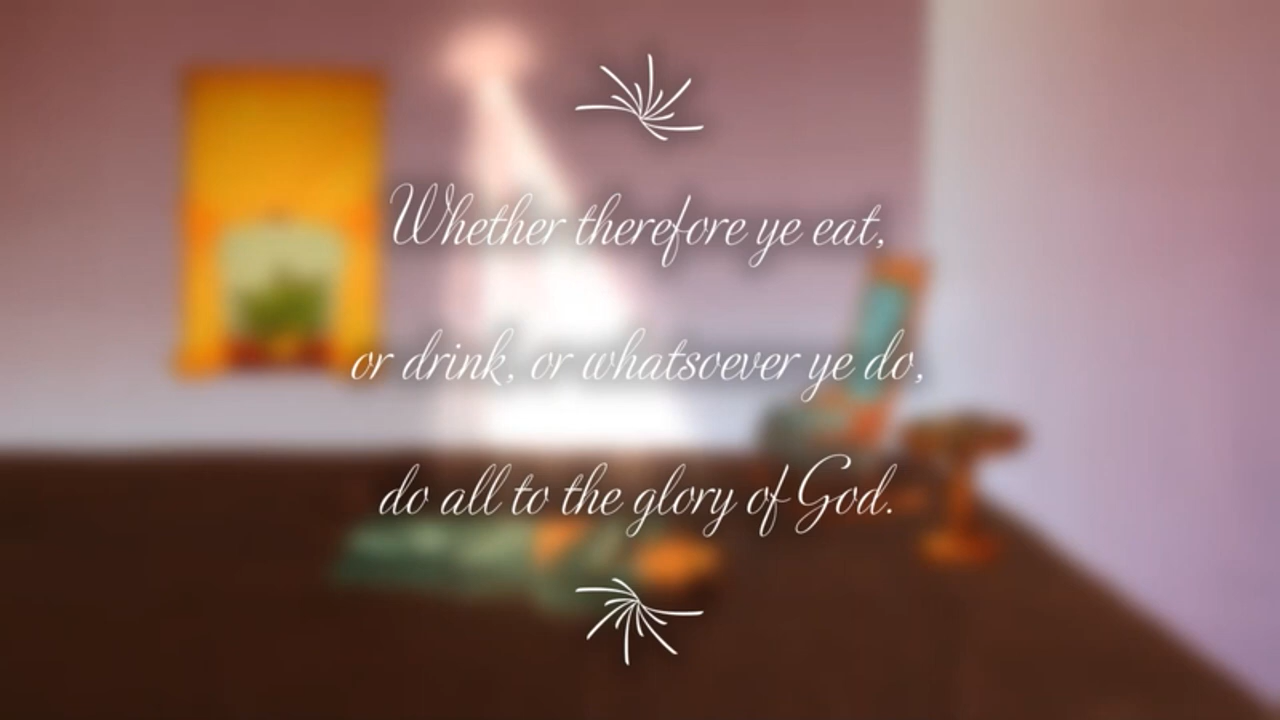 Whether therefore ye eat,
or drink, or whatsoever ye do,
do all to the glory of God.